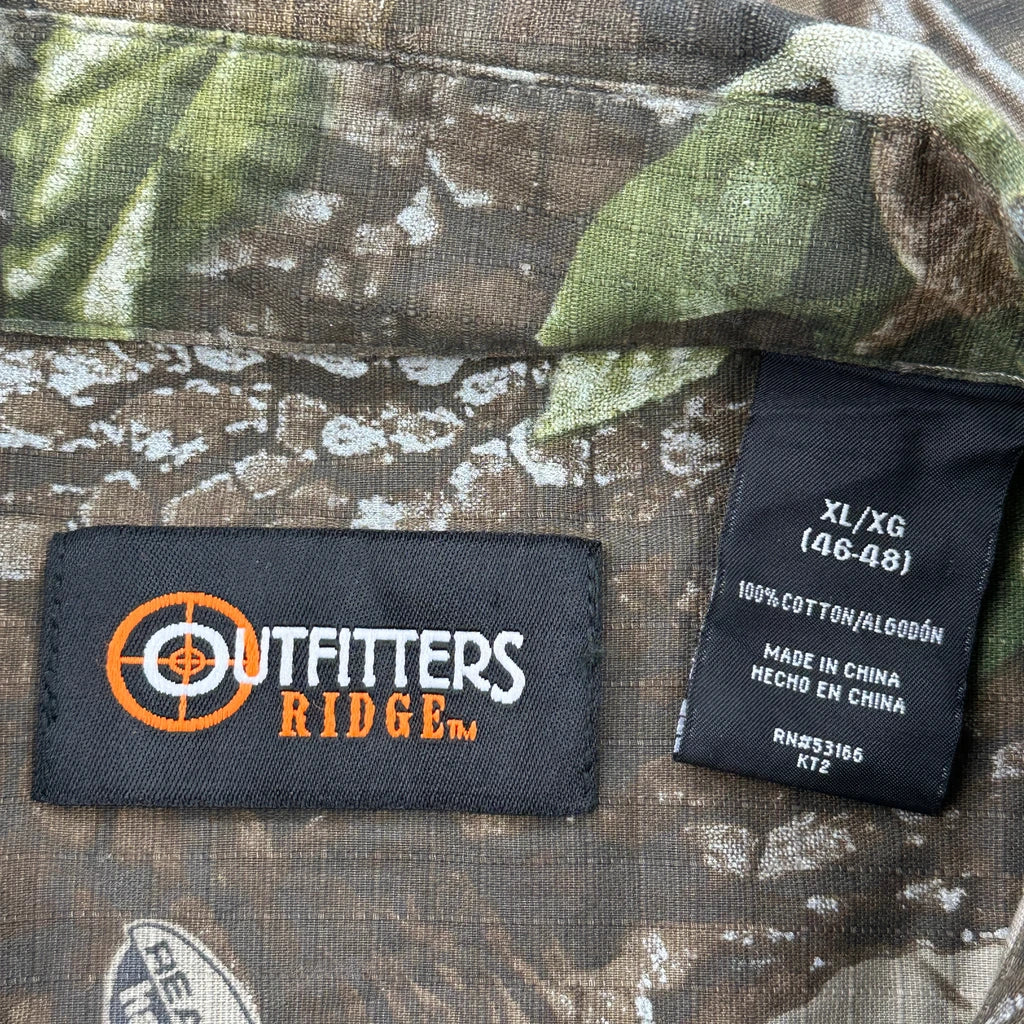 OUTFITTERS
RIDGE™
XL/XG
(46-48)
100% COTTON/ALGODÓN
MADE IN CHINA
HECHO EN CHINA
RN#53166
KT2